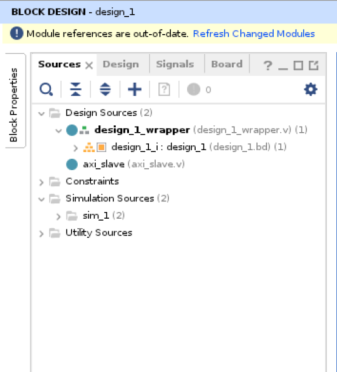 BLOCK DESIGN - design_1
Module references are out-of-date. Refresh Changed Modules
Block Properties
Sources Design Signals Board
0
Design Sources (2)
design_1_wrapper (design_1_wrapper.v) (1)
design_1_i : design_1 (design_1.bd) (1)
axi_slave (axi_slave.v)
Constraints
Simulation Sources (2)
sim_1 (2)
Utility Sources